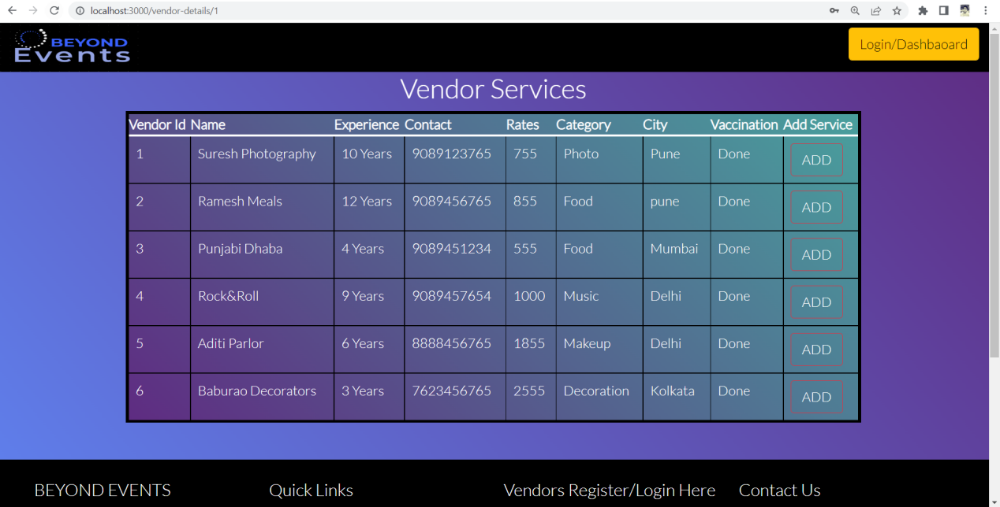 localhost:3000/vendor-details/1
BEYOND
Events
Login/Dashbaoard
Vendor Services
Vendor Id Name Experience Contact Rates Category City Vaccination Add Service
1 Suresh Photography 10 Years 9089123765 755 Photo Pune Done ADD
2 Ramesh Meals 12 Years 9089456765 855 Food pune Done ADD
3 Punjabi Dhaba 4 Years 9089451234 555 Food Mumbai Done ADD
4 Rock&Roll 9 Years 9089457654 1000 Music Delhi Done ADD
5 Aditi Parlor 6 Years 8888456765 1855 Makeup Delhi Done ADD
6 Baburao Decorators 3 Years 7623456765 2555 Decoration Kolkata Done ADD
BEYOND EVENTS Quick Links Vendors Register/Login Here Contact Us